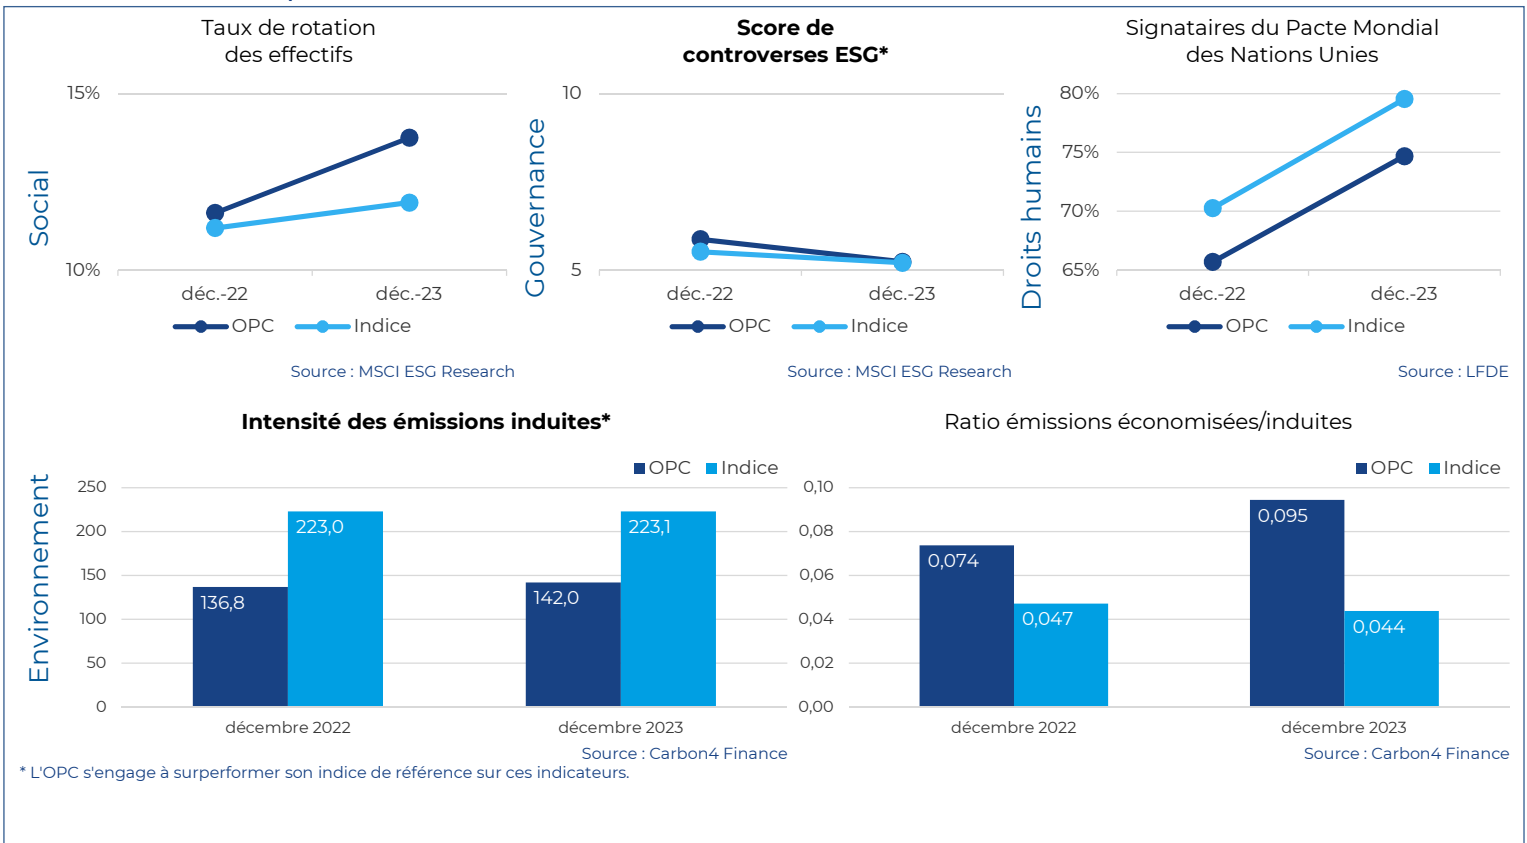 Taux de rotation
des effectifs
Social
15%
10%
déc.-22
déc.-23
OPC
Indice
Source : MSCI ESG Research
Score de
controverses ESG*
Gouvernance
10
5
déc.-22
déc.-23
OPC
Indice
Source : MSCI ESG Research
Signataires du Pacte Mondial
des Nations Unies
Droits humains
80%
75%
70%
65%
déc.-22
déc.-23
OPC
Indice
Source : LFDE
Intensité des émissions induites*
Environnement
OPC
Indice
250
200
150
100
50
0
136,8
223,0
142,0
223,1
décembre 2022
décembre 2023
Source : Carbon4 Finance
Ratio émissions économisées/induites
OPC
Indice
0,10
0,08
0,06
0,04
0,02
0,00
0,074
0,047
0,095
0,044
décembre 2022
décembre 2023
Source : Carbon4 Finance
* L'OPC s'engage à surperformer son indice de référence sur ces indicateurs.